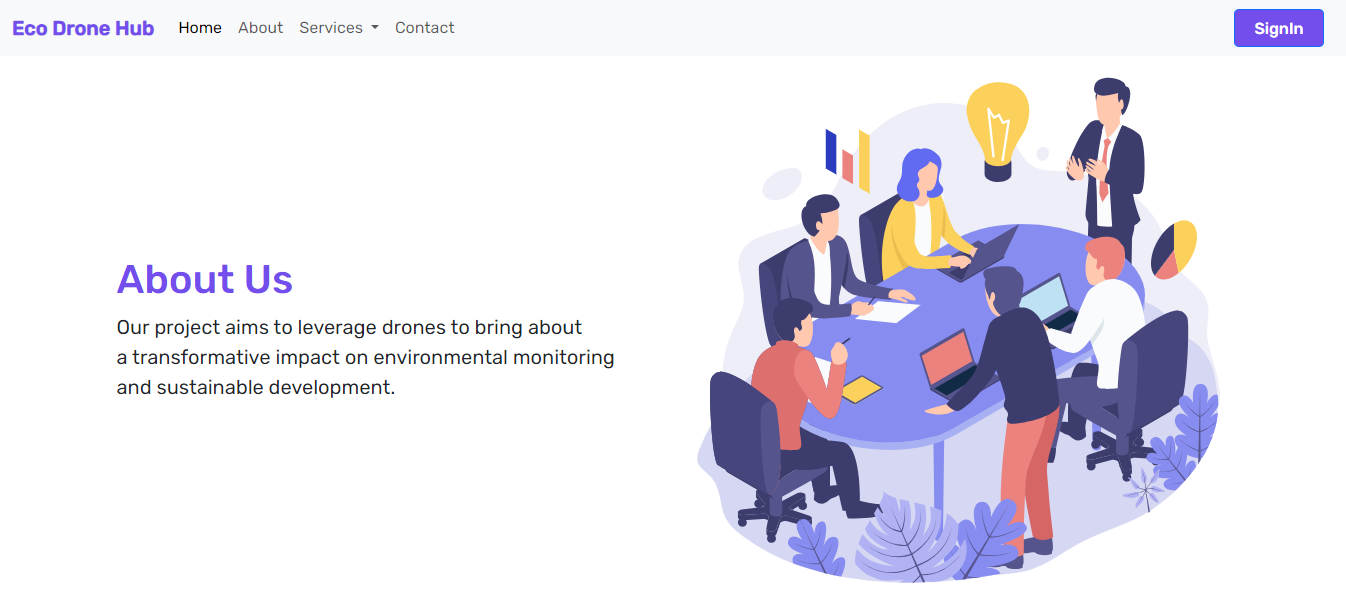 Eco Drone Hub Home About Services Contact SignIn
About Us
Our project aims to leverage drones to bring about
a transformative impact on environmental monitoring
and sustainable development.